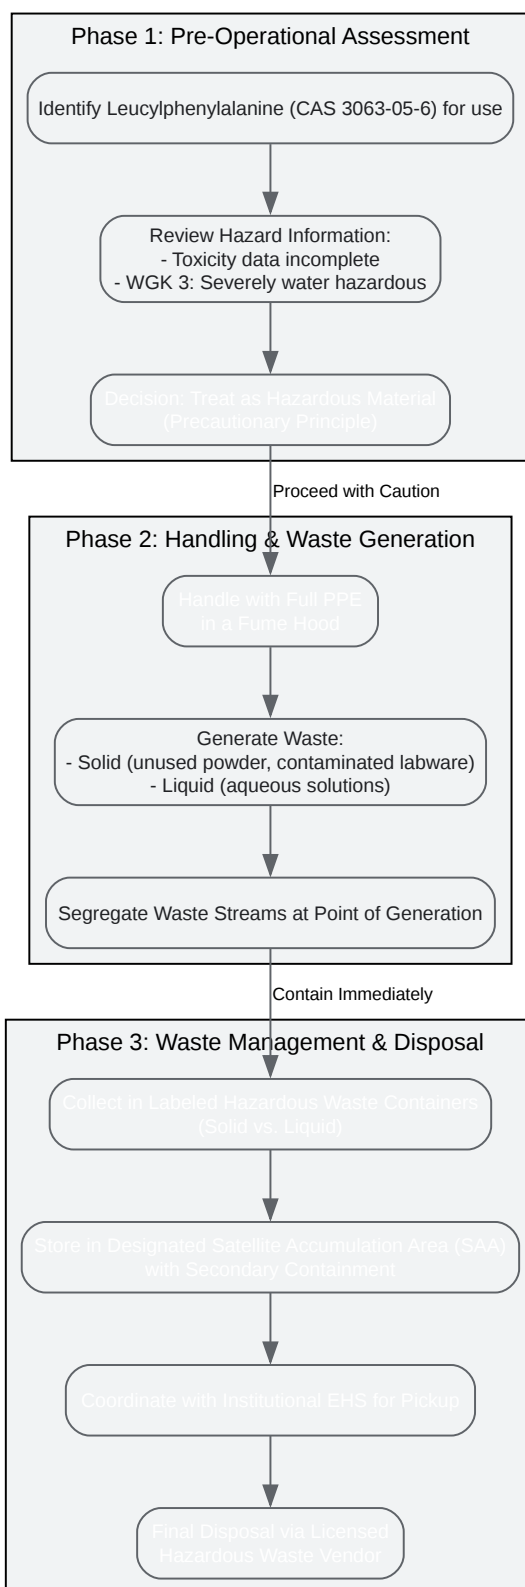 Phase 1: Pre-Operational Assessment
Identify Leucylphenylalanine (CAS 3063-05-6) for use
Review Hazard Information:
- Toxicity data incomplete
- WGK 3: Severely water hazardous
Decision: Treat as Hazardous Material
(Precautionary Principle)
Proceed with Caution
Phase 2: Handling & Waste Generation
Handle with Full PPE
in a Fume Hood
Generate Waste:
- Solid (unused powder, contaminated labware)
- Liquid (aqueous solutions)
Segregate Waste Streams at Point of Generation
Contain Immediately
Phase 3: Waste Management & Disposal
Collect in Labeled Hazardous Waste Containers
(Solid vs. Liquid)
Store in Designated Satellite Accumulation Area (SAA)
with Secondary Containment
Coordinate with Institutional EHS for Pickup
Final Disposal via Licensed
Hazardous Waste Vendor